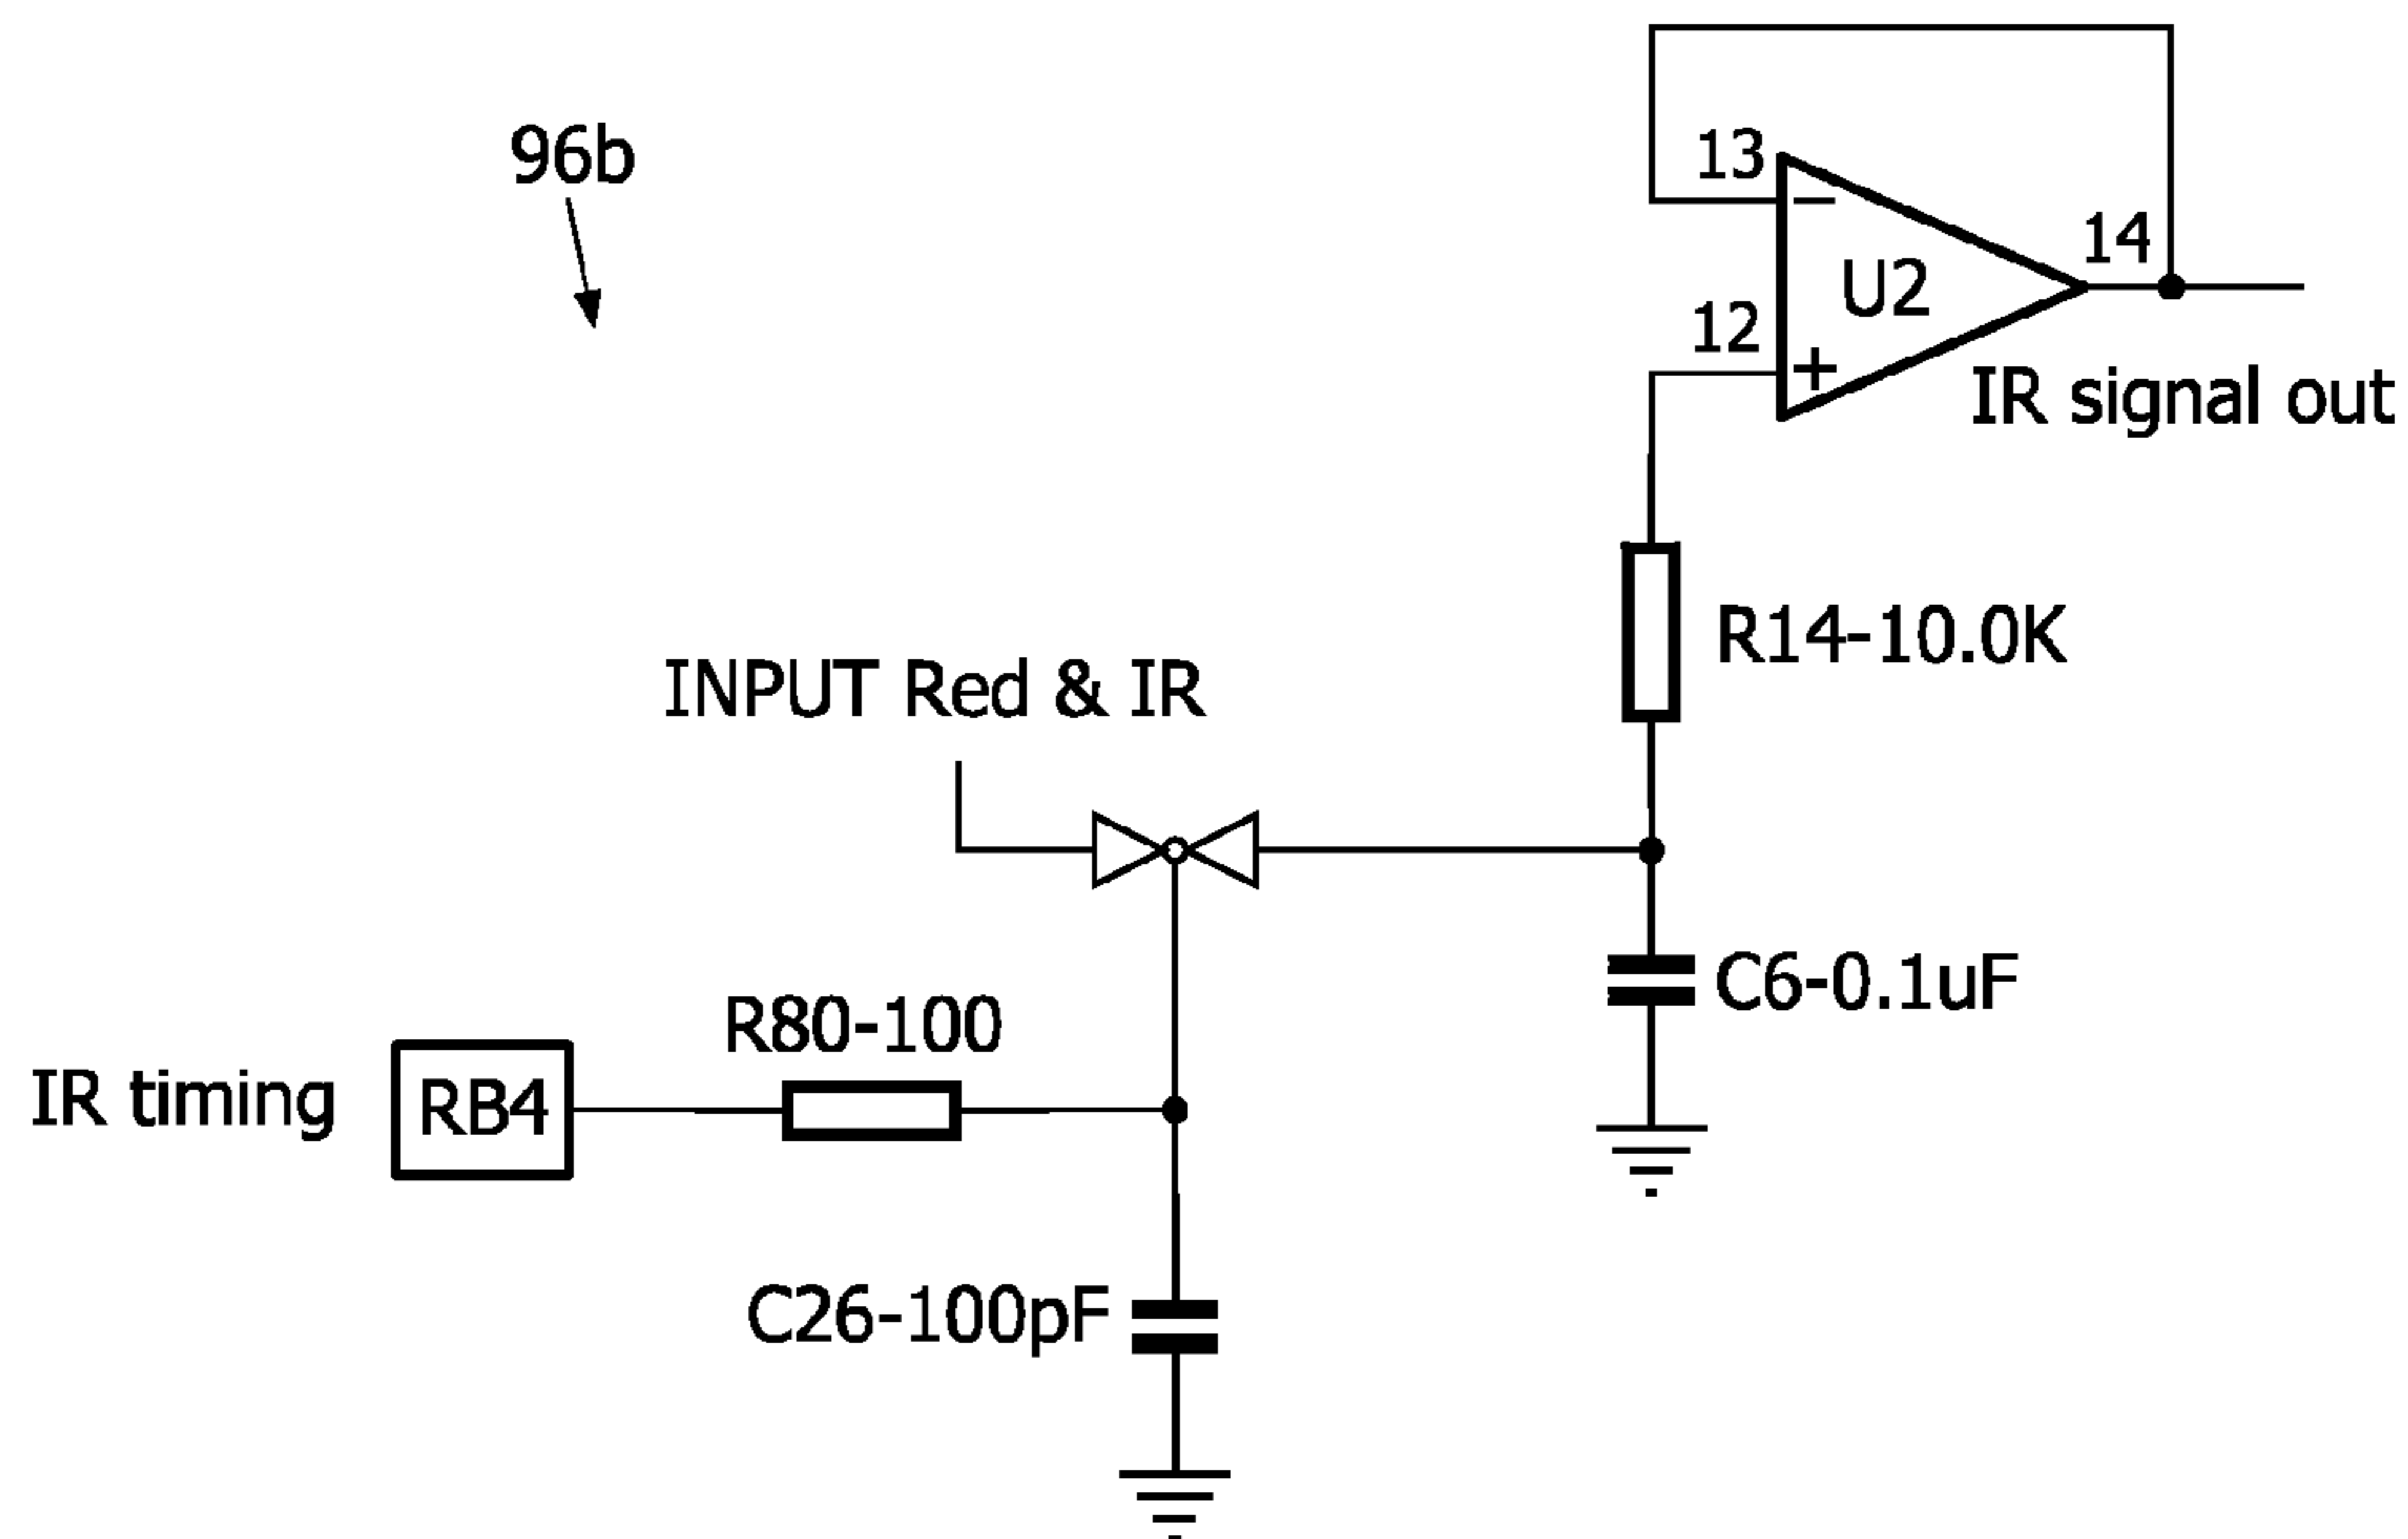 96b
13
−
14
U2
12
+
IR signal out
R14-10.0K
INPUT Red & IR
C6-0.1uF
R80-100
IR timing
RB4
C26-100pF